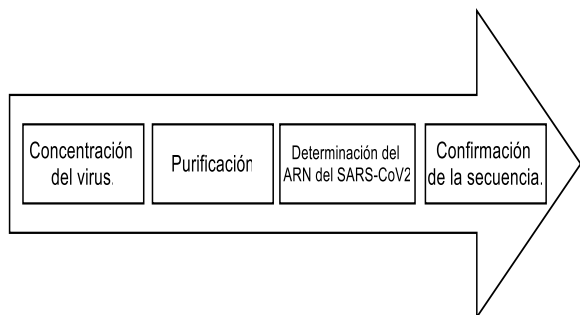 Concentración
del virus.
Purificación
Determinación del
ARN del SARS-CoV2
Confirmación
de la secuencia.